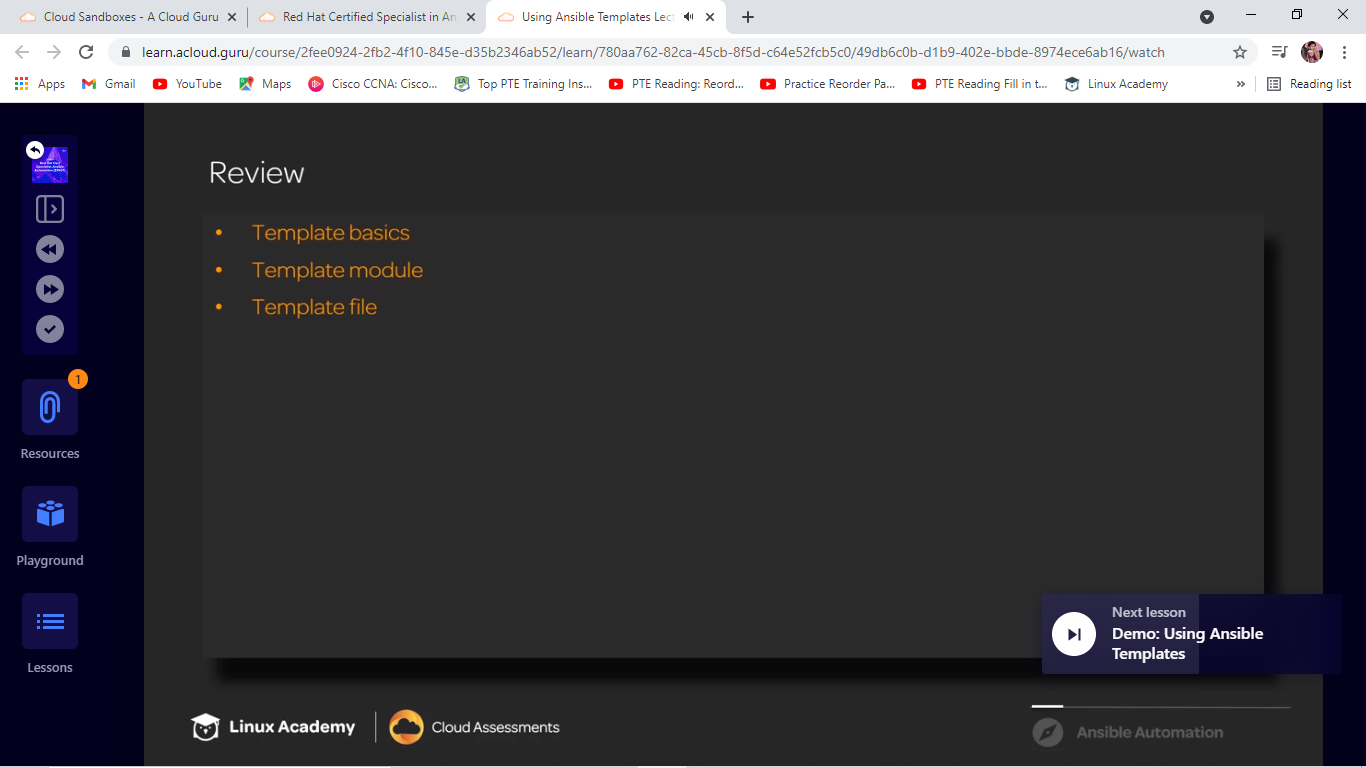 Cloud Sandboxes - A Cloud Guru
Red Hat Certified Specialist in An
Using Ansible Templates Lect
learn.acloud.guru/course/2fee0924-2fb2-4f10-845e-d35b2346ab52/learn/780aa762-82ca-45cb-8f5d-c64e52fcb5c0/49db6c0b-d1b9-402e-bbde-8974ece6ab16/watch
Apps
Gmail
YouTube
Maps
Cisco CCNA: Cisco...
Top PTE Training Ins...
PTE Reading: Reord...
Practice Reorder Pa...
PTE Reading Fill in t...
Linux Academy
»
Reading list
Review
• Template basics
• Template module
• Template file
1
Resources
Playground
Lessons
Next lesson
Demo: Using Ansible
Templates
Linux Academy
Cloud Assessments
Ansible Automation